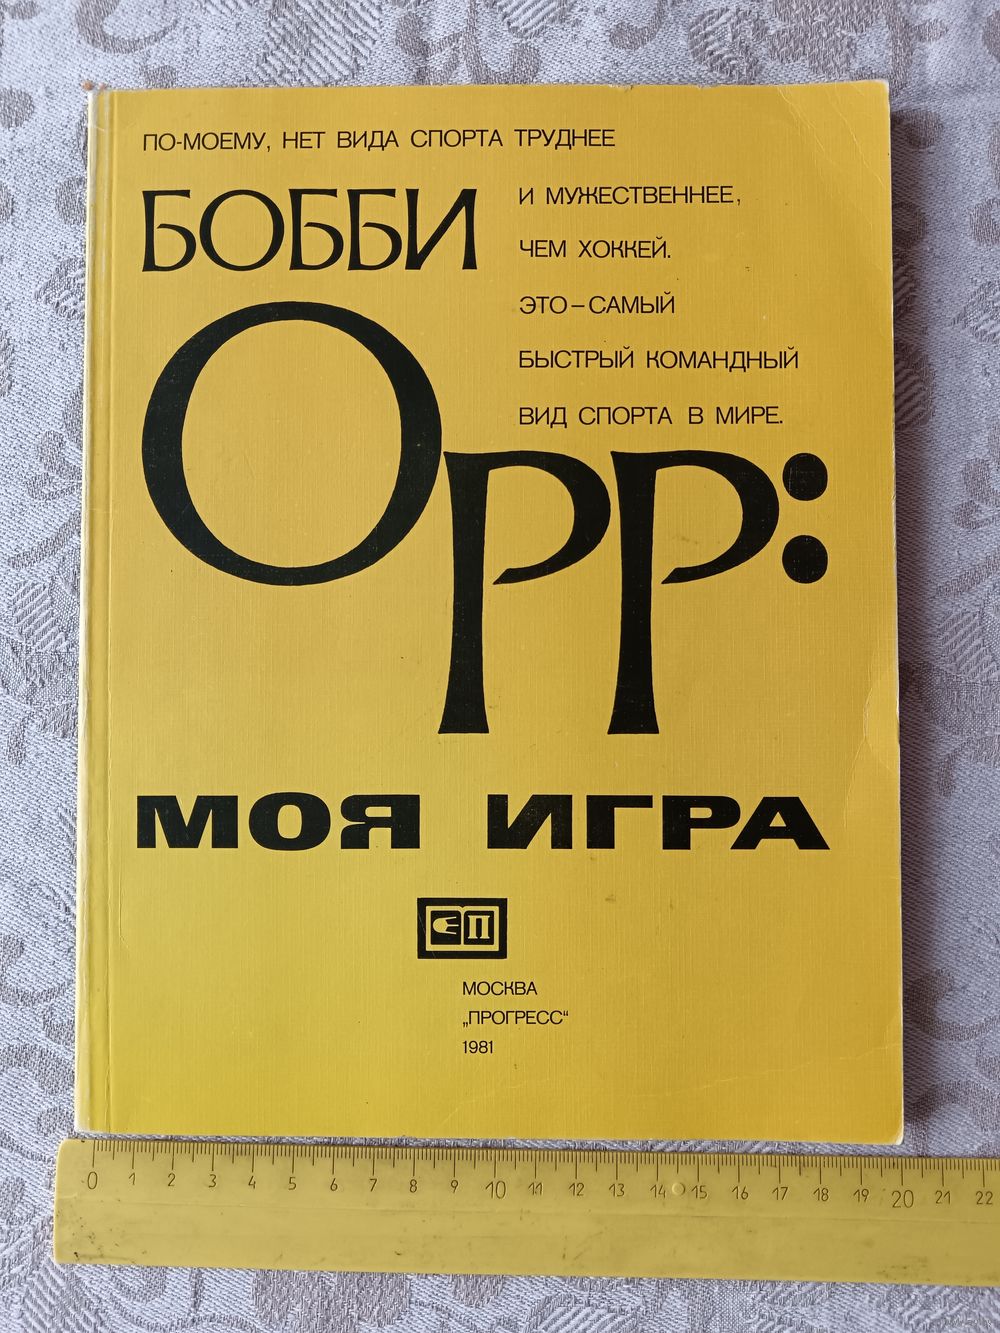 ПО-МОЕМУ, НЕТ ВИДА СПОРТА ТРУДНЕЕ
И МУЖЕСТВЕННЕЕ,
ЧЕМ ХОККЕЙ.
ЭТО – САМЫЙ
БЫСТРЫЙ КОМАНДНЫЙ
ВИД СПОРТА В МИРЕ.
БОББИ
ОРР:
МОЯ ИГРА
П
МОСКВА
„ПРОГРЕСС“
1981
0 1 2 3 4 5 6 7 8 9 10 11 12 13 14 15 16 17 18 19 20 21 22